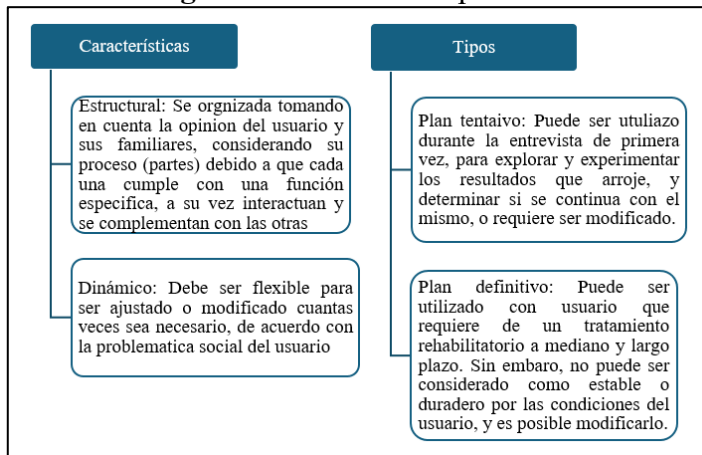 Características
Estructural: Se orgnizada tomando
en cuenta la opinion del usuario y
sus familiares, considerando su
proceso (partes) debido a que cada
una cumple con una función
especifica, a su vez interactuan y
se complementan con las otras
Dinámico: Debe ser flexible para
ser ajustado o modificado cuantas
veces sea necesario, de acuerdo con
la problematica social del usuario
Tipos
Plan tentaivo: Puede ser utuliazo
durante la entrevista de primera
vez, para explorar y experimentar
los resultados que arroje, y
determinar si se continua con el
mismo, o requiere ser modificado.
Plan definitivo: Puede ser
utilizado con usuario que
requiere de un tratamiento
rehabilitatorio a mediano y largo
plazo. Sin embaro, no puede ser
considerado como estable o
duradero por las condiciones del
usuario, y es posible modificarlo.